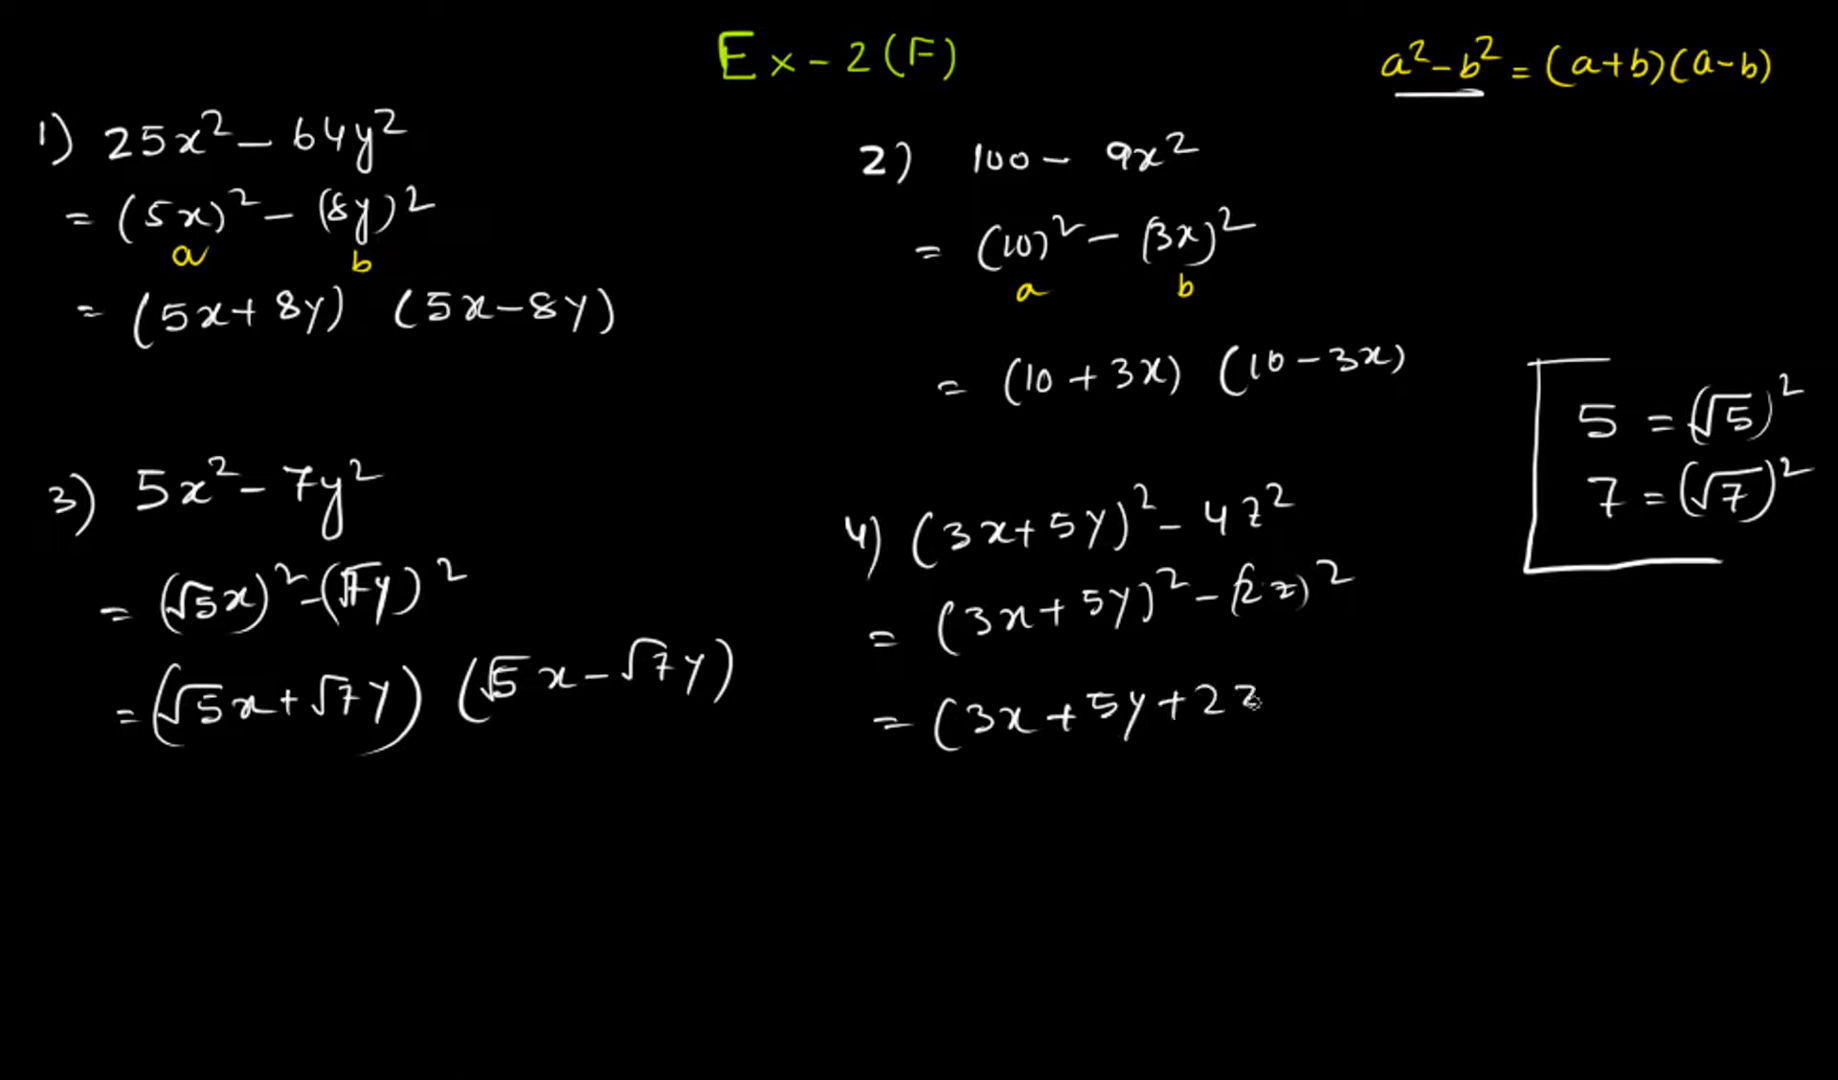 Ex - 2(F)
a² - b² = (a+b)(a-b)
1) 25x² - 64y²
= (5x)² - (8y)²
a b
= (5x+8y) (5x-8y)
2) 100 - 9x²
= (10)² - (3x)²
a b
= (10+3x) (10-3x)
5 = (√5)²
7 = (√7)²
3) 5x² - 7y²
= (√5x)² - (√7y)²
= (√5x+√7y) (√5x-√7y)
4) (3x+5y)² - 4z²
= (3x+5y)² - (2z)²
= (3x+5y+2z